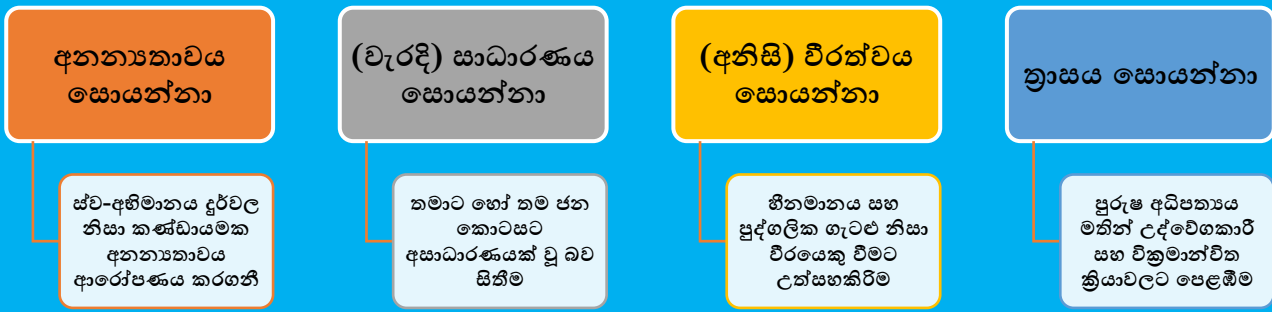 අනන්‍යතාවය
සොයන්නා
(වැරදි) සාධාරණය
සොයන්නා
(අනිසි) වීරත්වය
සොයන්නා
ත්‍රාසය සොයන්නා
ස්ව-අභිමානය දුර්වල
නිසා කණ්ඩායමක
අනන්‍යතාවය
ආරෝපණය කරගනී
තමාට හෝ තම ජන
කොටසට
අසාධාරණයක් වූ බව
සිතීම
හීනමානය සහ
පුද්ගලික ගැටළු නිසා
වීරයෙකු වීමට
උත්සහකිරිම
පුරුෂ අධිපත්‍යය
මතින් උද්වේගකාරී
සහ වික්‍රමාන්විත
ක්‍රියාවලට පෙළඹීම